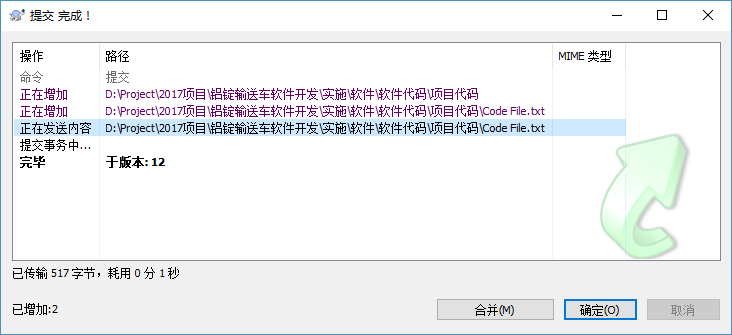 提交 完成！
操作 路径 MIME 类型
命令 提交
正在增加 D:\Project\2017项目\铝锭输送车软件开发\实施\软件\软件代码\项目代码
正在增加 D:\Project\2017项目\铝锭输送车软件开发\实施\软件\软件代码\项目代码\Code File.txt
正在发送内容 D:\Project\2017项目\铝锭输送车软件开发\实施\软件\软件代码\项目代码\Code File.txt
提交事务中...
完毕 于版本: 12
已传输 517 字节，耗用 0 分 1 秒
已增加:2 合并(M) 确定(O) 取消